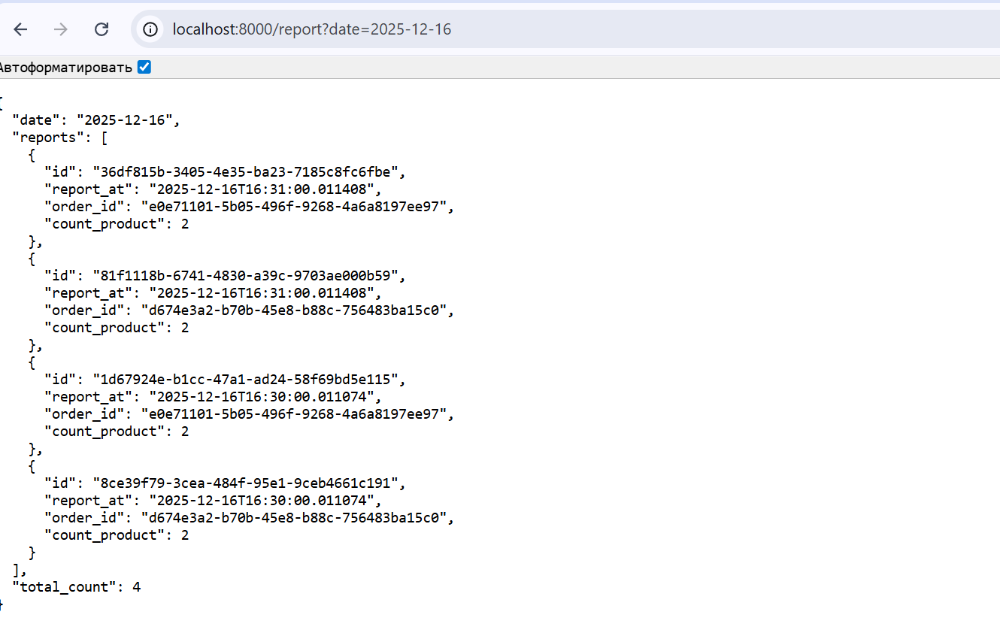 localhost:8000/report?date=2025-12-16
Автоформатировать
{
  "date": "2025-12-16",
  "reports": [
    {
      "id": "36df815b-3405-4e35-ba23-7185c8fc6fbe",
      "report_at": "2025-12-16T16:31:00.011408",
      "order_id": "e0e71101-5b05-496f-9268-4a6a8197ee97",
      "count_product": 2
    },
    {
      "id": "81f1118b-6741-4830-a39c-9703ae000b59",
      "report_at": "2025-12-16T16:31:00.011408",
      "order_id": "d674e3a2-b70b-45e8-b88c-756483ba15c0",
      "count_product": 2
    },
    {
      "id": "1d67924e-b1cc-47a1-ad24-58f69bd5e115",
      "report_at": "2025-12-16T16:30:00.011074",
      "order_id": "e0e71101-5b05-496f-9268-4a6a8197ee97",
      "count_product": 2
    },
    {
      "id": "8ce39f79-3cea-484f-95e1-9ceb4661c191",
      "report_at": "2025-12-16T16:30:00.011074",
      "order_id": "d674e3a2-b70b-45e8-b88c-756483ba15c0",
      "count_product": 2
    }
  ],
  "total_count": 4
}